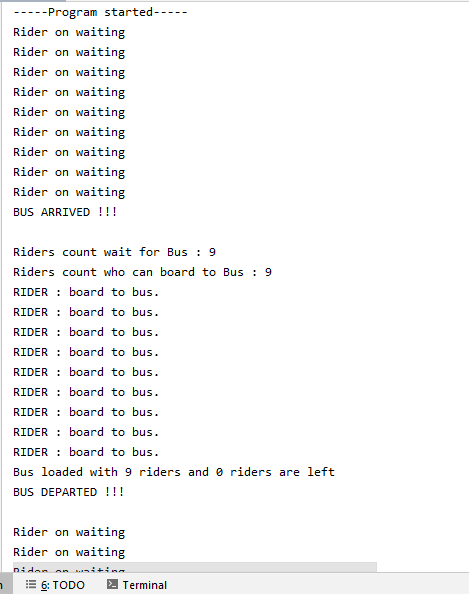 -----Program started-----
Rider on waiting
Rider on waiting
Rider on waiting
Rider on waiting
Rider on waiting
Rider on waiting
Rider on waiting
Rider on waiting
Rider on waiting
BUS ARRIVED !!!
Riders count wait for Bus : 9
Riders count who can board to Bus : 9
RIDER : board to bus.
RIDER : board to bus.
RIDER : board to bus.
RIDER : board to bus.
RIDER : board to bus.
RIDER : board to bus.
RIDER : board to bus.
RIDER : board to bus.
RIDER : board to bus.
Bus loaded with 9 riders and 0 riders are left
BUS DEPARTED !!!
Rider on waiting
Rider on waiting
Rider on waiting
6: TODO Terminal